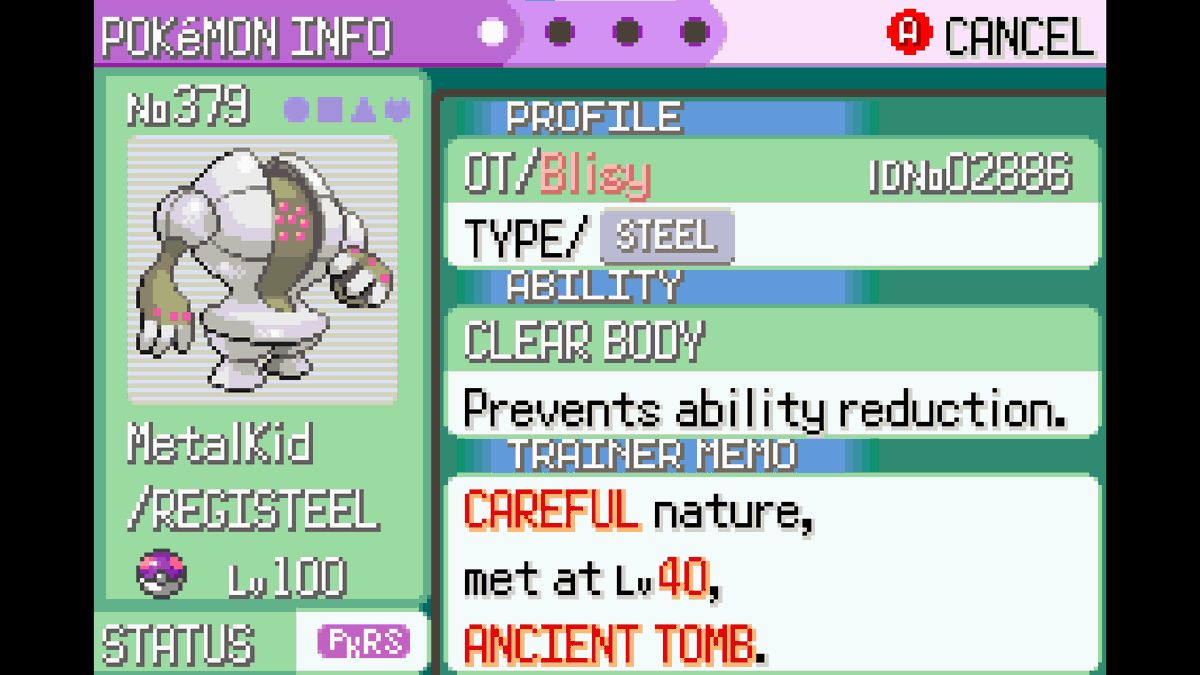 POKéMON INFO
A CANCEL
No379
MetalKid
/REGISTEEL
Lv100
STATUS PKRS
PROFILE
OT/Blisy IDNo02886
TYPE/ STEEL
ABILITY
CLEAR BODY
Prevents ability reduction.
TRAINER MEMO
CAREFUL nature,
met at Lv40,
ANCIENT TOMB.